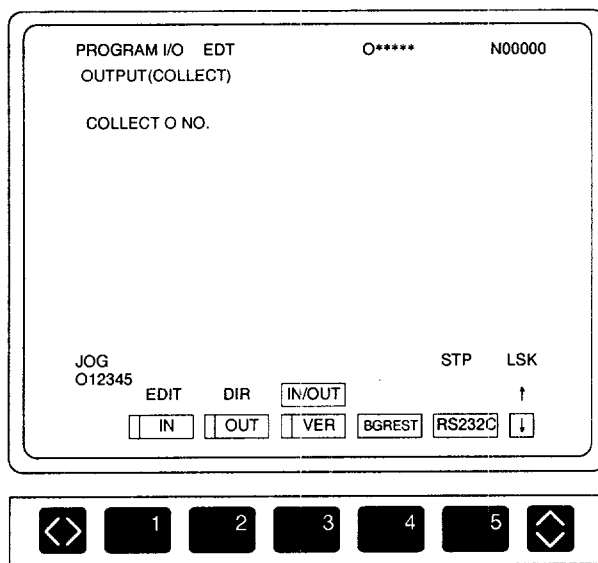 PROGRAM I/O EDT O***** N00000
OUTPUT(COLLECT)
COLLECT O NO.
JOG STP LSK
O12345
EDIT DIR IN/OUT ↑
IN OUT VER BGREST RS232C ↓
1 2 3 4 5